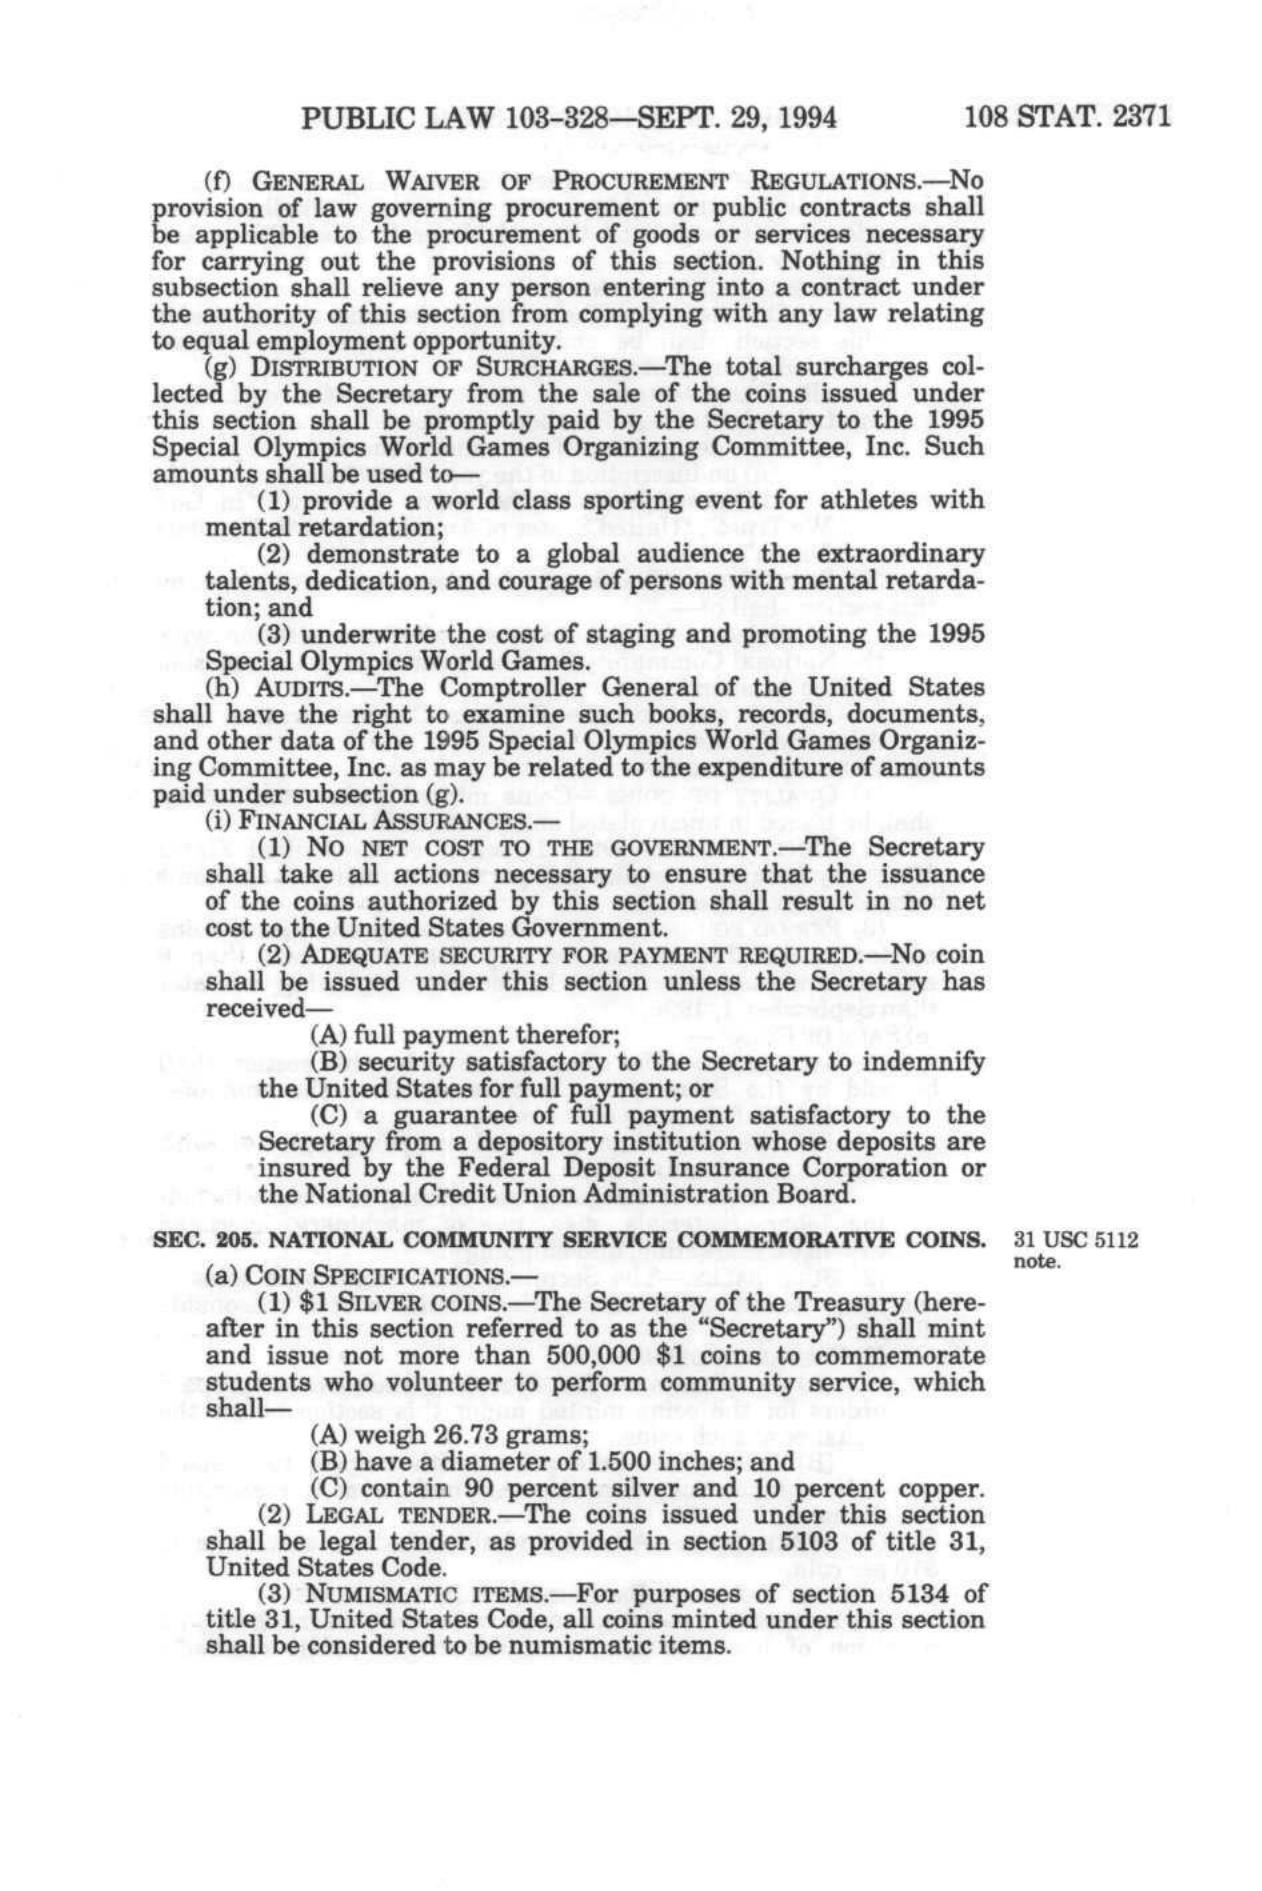 PUBLIC LAW 103-328—SEPT. 29, 1994 108 STAT. 2371
(f) GENERAL WAIVER OF PROCUREMENT REGULATIONS.—No
provision of law governing procurement or public contracts shall
be applicable to the procurement of goods or services necessary
for carrying out the provisions of this section. Nothing in this
subsection shall relieve any person entering into a contract under
the authority of this section from complying with any law relating
to equal employment opportunity.
(g) DISTRIBUTION OF SURCHARGES.—The total surcharges col-
lected by the Secretary from the sale of the coins issued under
this section shall be promptly paid by the Secretary to the 1995
Special Olympics World Games Organizing Committee, Inc. Such
amounts shall be used to—
(1) provide a world class sporting event for athletes with
mental retardation;
(2) demonstrate to a global audience the extraordinary
talents, dedication, and courage of persons with mental retarda-
tion; and
(3) underwrite the cost of staging and promoting the 1995
Special Olympics World Games.
(h) AUDITS.—The Comptroller General of the United States
shall have the right to examine such books, records, documents,
and other data of the 1995 Special Olympics World Games Organiz-
ing Committee, Inc. as may be related to the expenditure of amounts
paid under subsection (g).
(i) FINANCIAL ASSURANCES.—
(1) NO NET COST TO THE GOVERNMENT.—The Secretary
shall take all actions necessary to ensure that the issuance
of the coins authorized by this section shall result in no net
cost to the United States Government.
(2) ADEQUATE SECURITY FOR PAYMENT REQUIRED.—No coin
shall be issued under this section unless the Secretary has
received—
(A) full payment therefor;
(B) security satisfactory to the Secretary to indemnify
the United States for full payment; or
(C) a guarantee of full payment satisfactory to the
Secretary from a depository institution whose deposits are
insured by the Federal Deposit Insurance Corporation or
the National Credit Union Administration Board.
SEC. 205. NATIONAL COMMUNITY SERVICE COMMEMORATIVE COINS.
31 USC 5112
note.
(a) COIN SPECIFICATIONS.—
(1) $1 SILVER COINS.—The Secretary of the Treasury (here-
after in this section referred to as the “Secretary”) shall mint
and issue not more than 500,000 $1 coins to commemorate
students who volunteer to perform community service, which
shall—
(A) weigh 26.73 grams;
(B) have a diameter of 1.500 inches; and
(C) contain 90 percent silver and 10 percent copper.
(2) LEGAL TENDER.—The coins issued under this section
shall be legal tender, as provided in section 5103 of title 31,
United States Code.
(3) NUMISMATIC ITEMS.—For purposes of section 5134 of
title 31, United States Code, all coins minted under this section
shall be considered to be numismatic items.